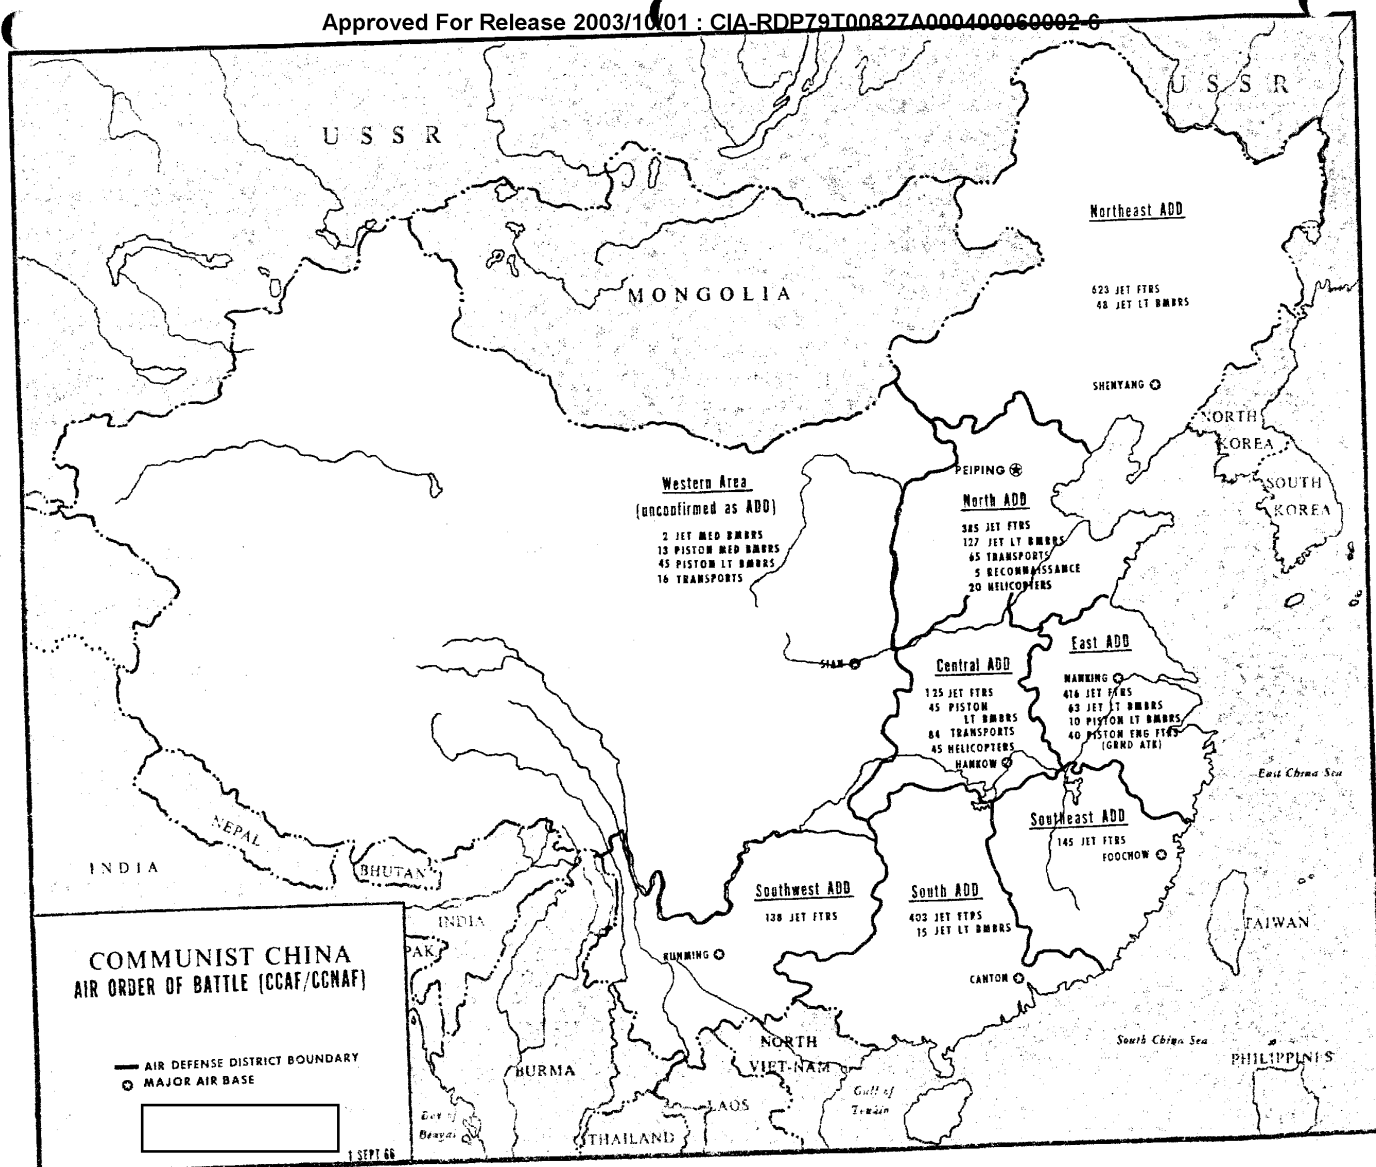 Approved For Release 2003/10/01 : CIA-RDP79T00827A000400060002-6
USSR
USSR
MONGOLIA
Northeast ADD
623 JET FTRS
48 JET LT BMBRS
SHENYANG
NORTH
KOREA
SOUTH
KOREA
PEIPING
North ADD
385 JET FTRS
127 JET LT BMBRS
65 TRANSPORTS
5 RECONNAISSANCE
20 HELICOPTERS
Western Area
(unconfirmed as ADD)
2 JET MED BMBRS
13 PISTON MED BMBRS
45 PISTON LT BMBRS
16 TRANSPORTS
SIAN
Central ADD
125 JET FTRS
45 PISTON
LT BMBRS
84 TRANSPORTS
45 HELICOPTERS
HANKOW
East ADD
NANKING
416 JET FTRS
63 JET LT BMBRS
10 PISTON LT BMBRS
40 PISTON ENG FTRS
(GRND ATK)
East China Sea
Southeast ADD
145 JET FTRS
FOOCHOW
Southwest ADD
138 JET FTRS
KUNMING
South ADD
403 JET FTRS
15 JET LT BMBRS
CANTON
TAIWAN
NEPAL
BHUTAN
INDIA
INDIA
PAK
BURMA
NORTH
VIET-NAM
LAOS
THAILAND
Gulf of
Tonkin
Bay of
Bengal
South China Sea
PHILIPPINES
COMMUNIST CHINA
AIR ORDER OF BATTLE (CCAF/CCNAF)
AIR DEFENSE DISTRICT BOUNDARY
MAJOR AIR BASE
1 SEPT 66